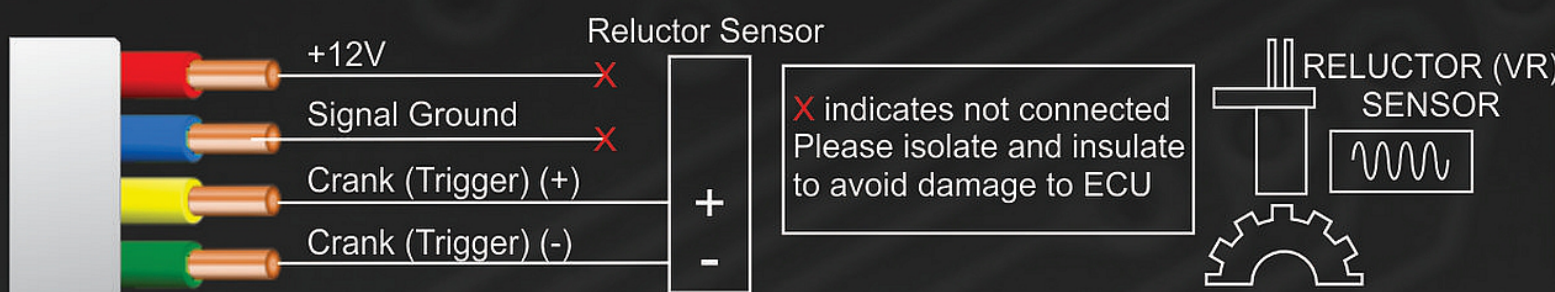 Reluctor Sensor
+12V
X
Signal Ground
X
Crank (Trigger) (+)
+
Crank (Trigger) (-)
-
X indicates not connected
Please isolate and insulate
to avoid damage to ECU
RELUCTOR (VR)
SENSOR